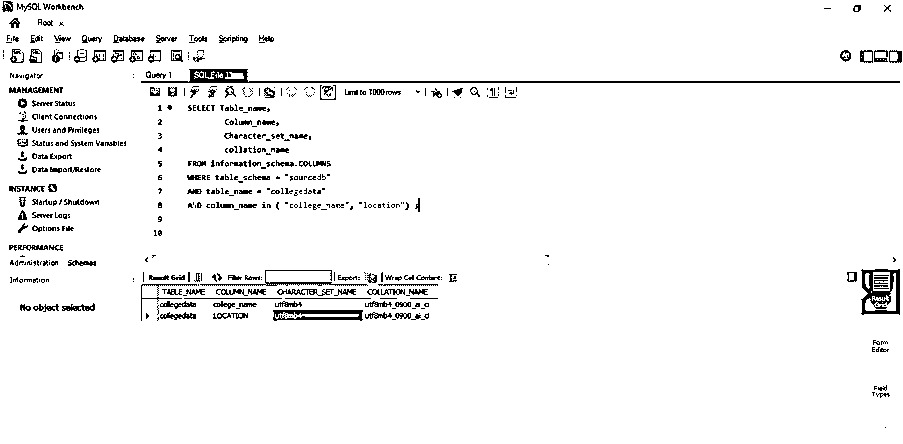 MySQL Workbench
Root ×
File Edit View Query Database Server Tools Scripting Help
Navigator
Query 1 SQL File 11
MANAGEMENT
Server Status
Client Connections
Users and Privileges
Status and System Variables
Data Export
Data Import/Restore
INSTANCE
Startup / Shutdown
Server Logs
Options File
PERFORMANCE
Administration Schemas
Information
No object selected
Limit to 1000 rows
1 SELECT Table_name,
2 Column_name,
3 Character_set_name,
4 collation_name
5 FROM information_schema.COLUMNS
6 WHERE table_schema = "sourcedb"
7 AND table_name = "collegedata"
8 AND column_name in ( "college_name", "location") ;
9
10
Result Grid Filter Rows: Export: Wrap Cell Content:
TABLE_NAME COLUMN_NAME CHARACTER_SET_NAME COLLATION_NAME
collegedata college_name utf8mb4 utf8mb4_0900_ai_ci
collegedata LOCATION utf8mb4 utf8mb4_0900_ai_ci
Result
Grid
Form
Editor
Field
Types